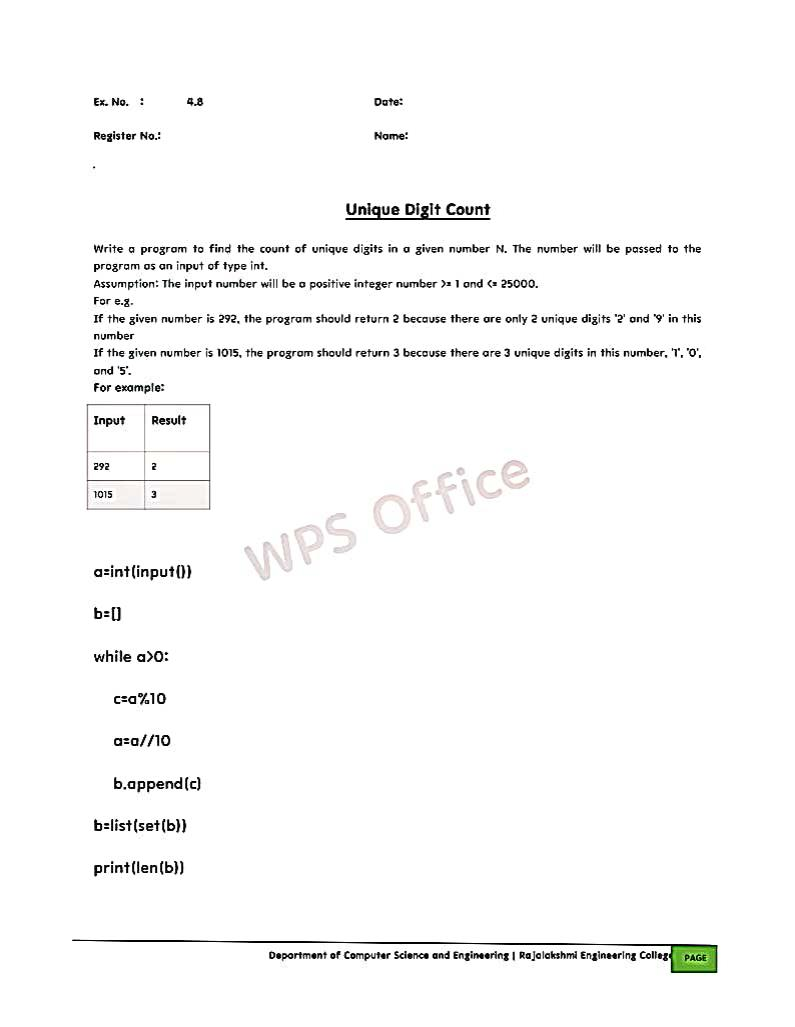 Ex. No. : 4.8 Date:
Register No.: Name:
.
Unique Digit Count
Write a program to find the count of unique digits in a given number N. The number will be passed to the
program as an input of type int.
Assumption: The input number will be a positive integer number >= 1 and <= 25000.
For e.g.
If the given number is 292, the program should return 2 because there are only 2 unique digits '2' and '9' in this
number
If the given number is 1015, the program should return 3 because there are 3 unique digits in this number, '1', '0',
and '5'.
For example:
Input Result
292 2
1015 3
WPS Office
a=int(input())
b=[]
while a>0:
c=a%10
a=a//10
b.append(c)
b=list(set(b))
print(len(b))
Department of Computer Science and Engineering | Rajalakshmi Engineering College PAGE